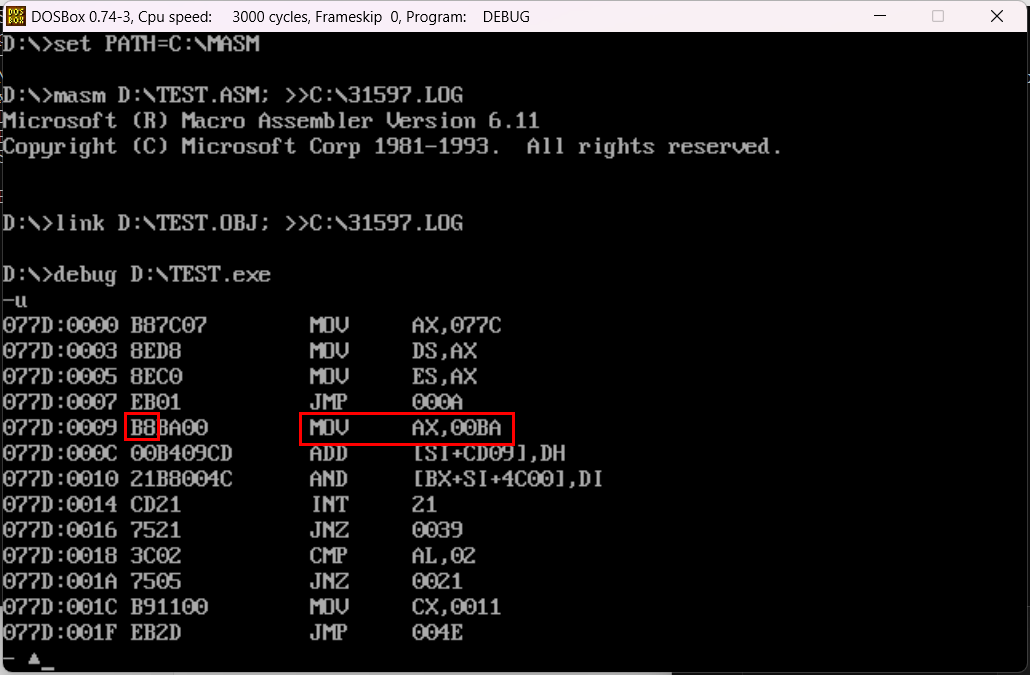 DOSBox 0.74-3, Cpu speed: 3000 cycles, Frameskip 0, Program: DEBUG
D:\>set PATH=C:\MASM
D:\>masm D:\TEST.ASM; >>C:\31597.LOG
Microsoft (R) Macro Assembler Version 6.11
Copyright (C) Microsoft Corp 1981-1993.  All rights reserved.
D:\>link D:\TEST.OBJ; >>C:\31597.LOG
D:\>debug D:\TEST.exe
-u
077D:0000 B87C07 MOV AX,077C
077D:0003 8ED8 MOV DS,AX
077D:0005 8EC0 MOV ES,AX
077D:0007 EB01 JMP 000A
077D:0009 B8BA00 MOV AX,00BA
077D:000C 00B409CD ADD [SI+CD09],DH
077D:0010 21B8004C AND [BX+SI+4C00],DI
077D:0014 CD21 INT 21
077D:0016 7521 JNZ 0039
077D:0018 3C02 CMP AL,02
077D:001A 7505 JNZ 0021
077D:001C B91100 MOV CX,0011
077D:001F EB2D JMP 004E
- ▲_